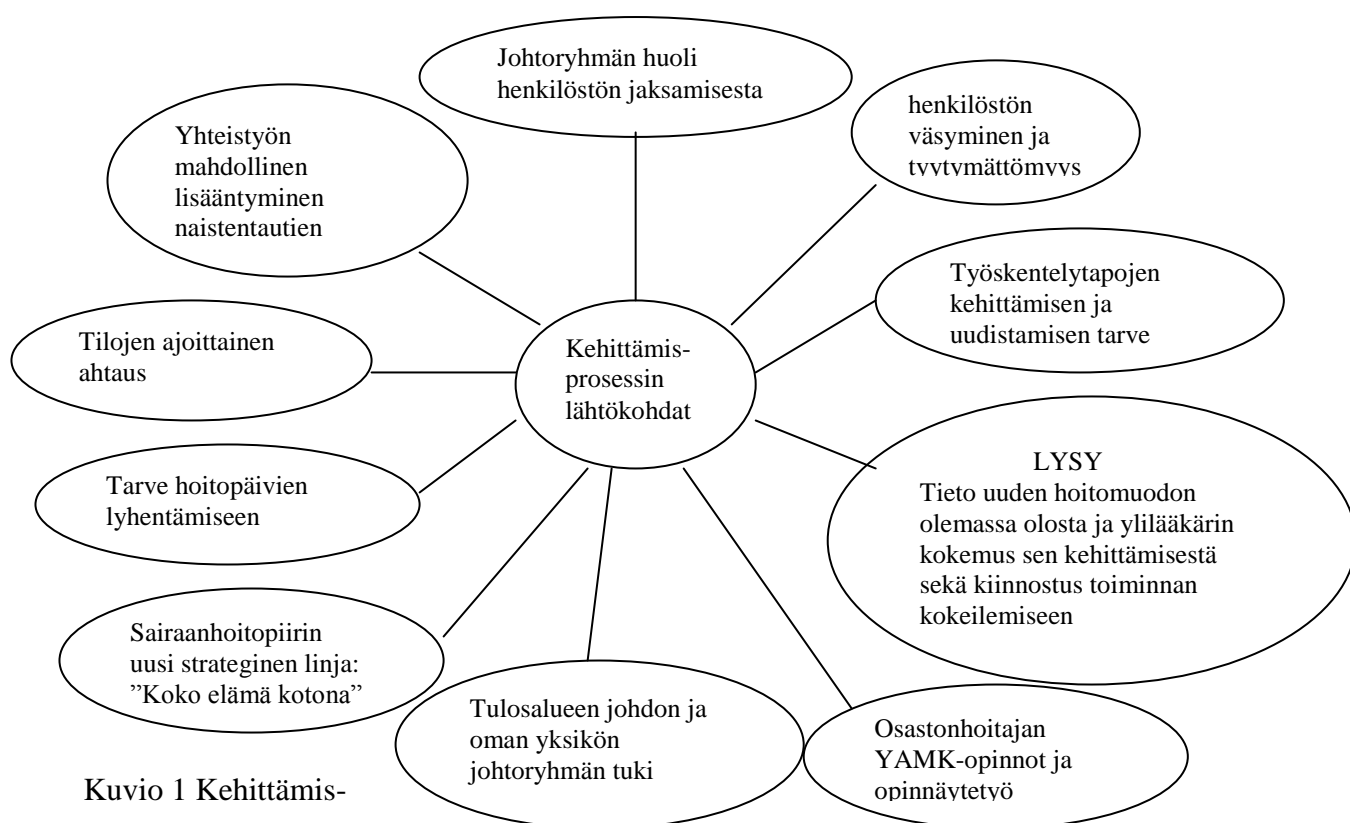 Johtoryhmän huoli
henkilöstön jaksamisesta
henkilöstön
väsyminen ja
tyytymättömyys
Yhteistyön
mahdollinen
lisääntyminen
naistentautien
Työskentelytapojen
kehittämisen ja
uudistamisen tarve
Tilojen ajoittainen
ahtaus
Kehittämis-
prosessin
lähtökohdat
LYSY
Tieto uuden hoitomuodon
olemassa olosta ja ylilääkärin
kokemus sen kehittämisestä
sekä kiinnostus toiminnan
kokeilemiseen
Tarve hoitopäivien
lyhentämiseen
Sairaanhoitopiirin
uusi strateginen linja:
”Koko elämä kotona”
Tulosalueen johdon ja
oman yksikön
johtoryhmän tuki
Osastonhoitajan
YAMK-opinnot ja
opinnäytetyö
Kuvio 1 Kehittämis-